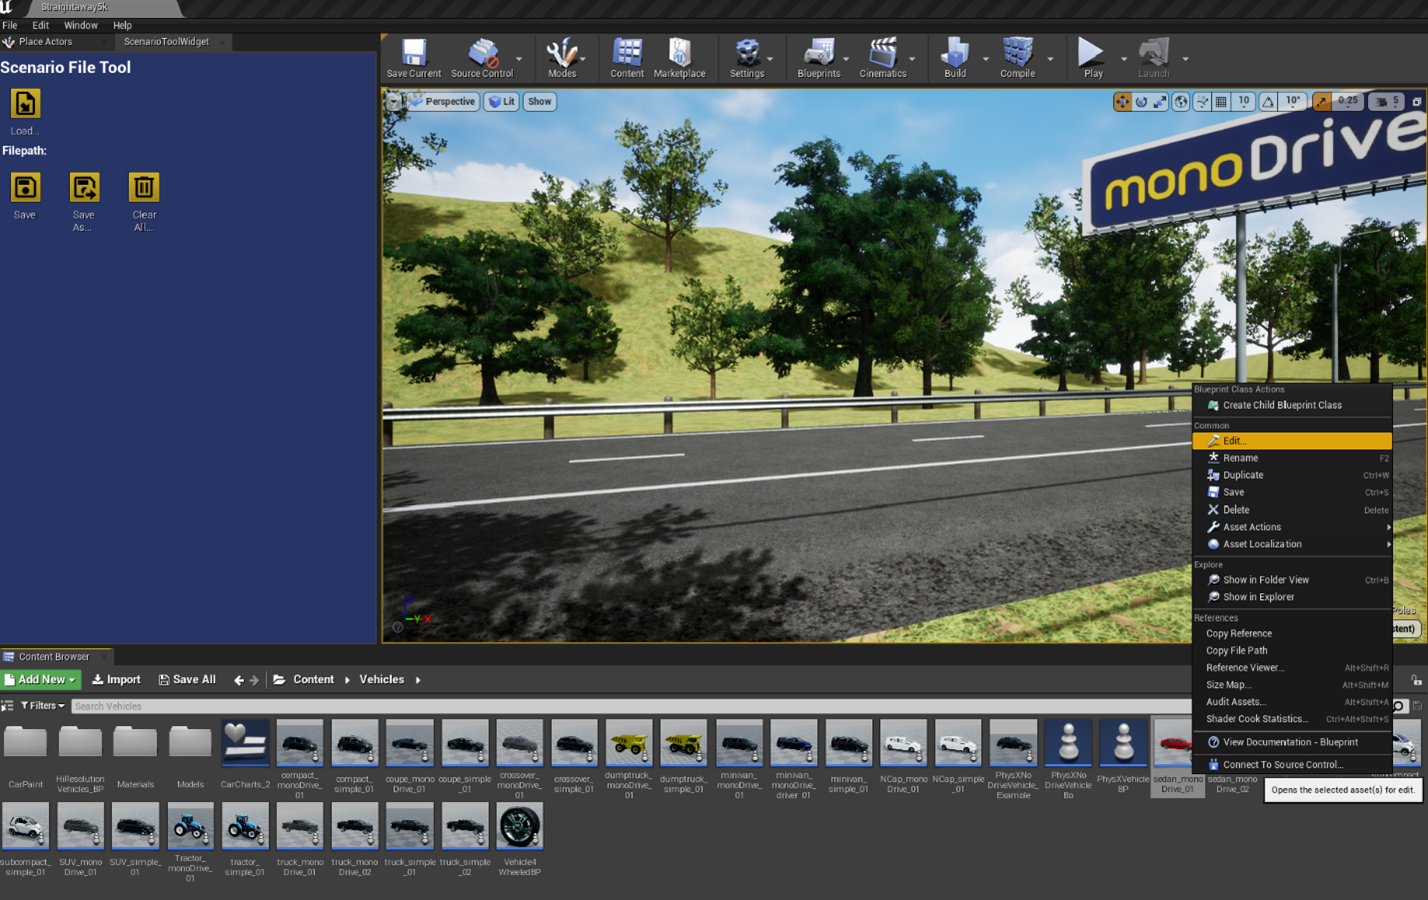 Straightaway5k
File Edit Window Help
Place Actors ScenarioToolWidget
Scenario File Tool
Load...
Filepath:
Save
Save As...
Clear All...
Save Current Source Control Modes Content Marketplace Settings Blueprints Cinematics Build Compile Play Launch
Perspective Lit Show
10 10° 0.25 5
monoDrive
Z
Y X
Blueprint Class Actions
Create Child Blueprint Class
Common
Edit...
Rename F2
Duplicate Ctrl+W
Save Ctrl+S
Delete Delete
Asset Actions
Asset Localization
Explore
Show in Folder View Ctrl+B
Show in Explorer
References
Copy Reference
Copy File Path
Reference Viewer... Alt+Shift+R
Size Map... Alt+Shift+M
Audit Assets... Alt+Shift+A
Shader Cook Statistics... Ctrl+Alt+Shift+S
View Documentation - Blueprint
Connect To Source Control...
Poles
stent)
Opens the selected asset(s) for edit.
Content Browser
Add New Import Save All Content Vehicles
Filters Search Vehicles
CarPaint
HiResolution Vehicles_BP
Materials
Models
CarCharts_2
compact_ monoDrive_ 01
compact_ simple_01
coupe_mono Drive_01
coupe_simple _01
crossover_ monoDrive_ 01
crossover_ simple_01
dumptruck_ monoDrive_ 01
dumptruck_ simple_01
minivan_ monoDrive_ 01
minivan_ monoDrive_ driver_01
minivan_ simple_01
NCap_mono Drive_01
NCap_simple _01
PhysXNo DriveVehicle_ Example
PhysXNo DriveVehicle Bo
PhysXVehicle BP
sedan_mono Drive_01
sedan_mono Drive_02
subcompact_ simple_01
SUV_mono Drive_01
SUV_simple_ 01
Tractor_ monoDrive_ 01
tractor_ simple_01
truck_mono Drive_01
truck_mono Drive_02
truck_simple _01
truck_simple _02
Vehicle4 WheeledBP